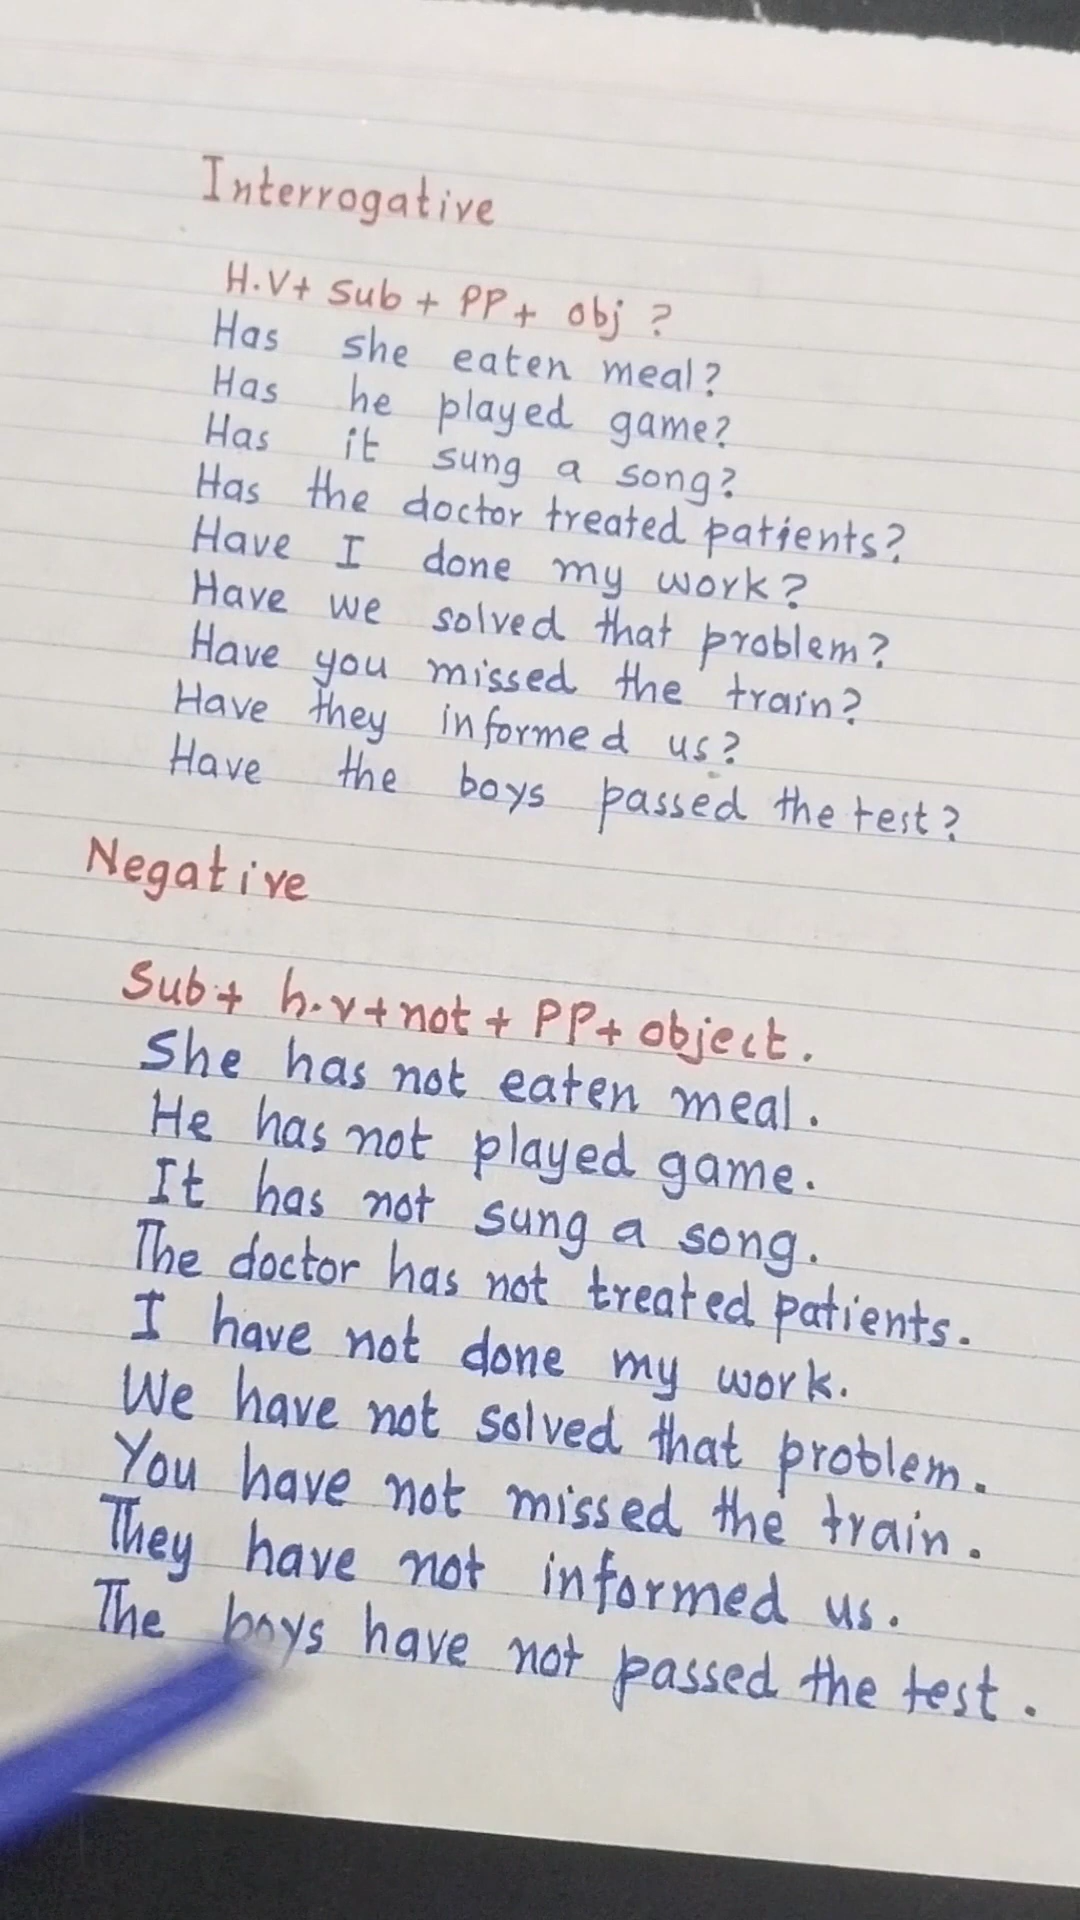 Interrogative
H.V+ Sub + PP+ obj ?
Has she eaten meal?
Has he played game?
Has it sung a song?
Has the doctor treated patients?
Have I done my work?
Have we solved that problem?
Have you missed the train?
Have they informed us?
Have the boys passed the test?
Negative
Sub+ h.v+not + PP+ object.
She has not eaten meal.
He has not played game.
It has not sung a song.
The doctor has not treated patients.
I have not done my work.
We have not solved that problem.
You have not missed the train.
They have not informed us.
The boys have not passed the test.